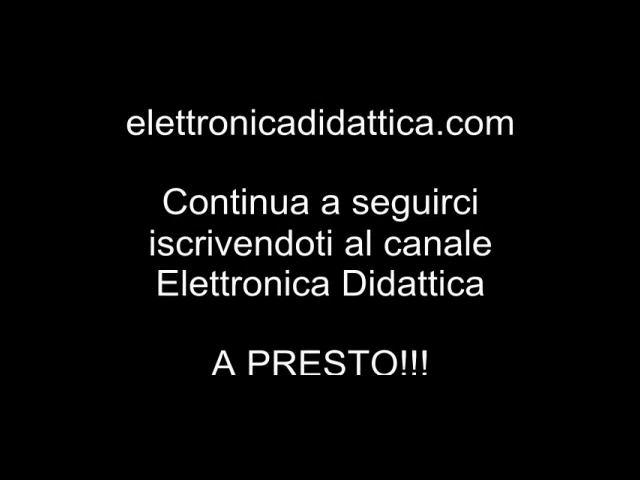 elettronicadidattica.com
Continua a seguirci
iscrivendoti al canale
Elettronica Didattica
A PRESTO!!!